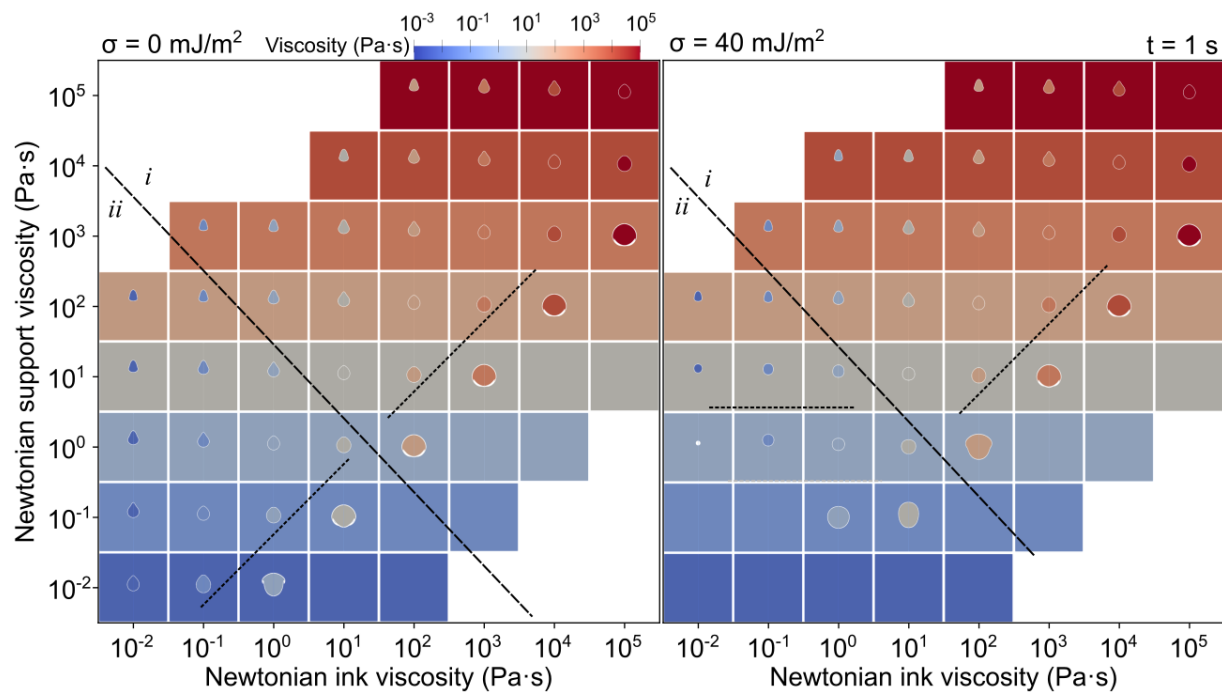 σ = 0 mJ/m²
Viscosity (Pa·s)
10⁻³ 10⁻¹ 10¹ 10³ 10⁵
σ = 40 mJ/m²
t = 1 s
Newtonian support viscosity (Pa·s)
10⁵
10⁴
10³
10²
10¹
10⁰
10⁻¹
10⁻²
i
ii
10⁻² 10⁻¹ 10⁰ 10¹ 10² 10³ 10⁴ 10⁵
Newtonian ink viscosity (Pa·s)
i
ii
10⁻² 10⁻¹ 10⁰ 10¹ 10² 10³ 10⁴ 10⁵
Newtonian ink viscosity (Pa·s)